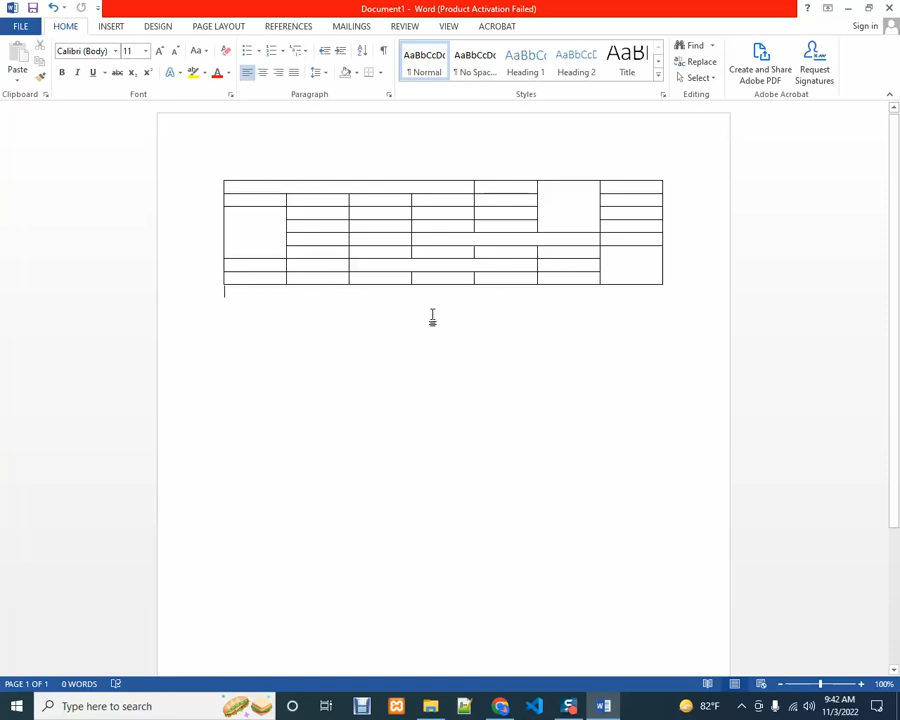 Document1 - Word (Product Activation Failed)
FILE HOME INSERT DESIGN PAGE LAYOUT REFERENCES MAILINGS REVIEW VIEW ACROBAT Sign in
Calibri (Body) 11
Paste
AaBbCcDc AaBbCcDc AaBbCc AaBbCcD AaBl
¶ Normal ¶ No Spac... Heading 1 Heading 2 Title
Find
Replace
Select
Create and Share Adobe PDF
Request Signatures
Clipboard Font Paragraph Styles Editing Adobe Acrobat
PAGE 1 OF 1 0 WORDS 100%
Type here to search
82°F
9:42 AM
11/3/2022